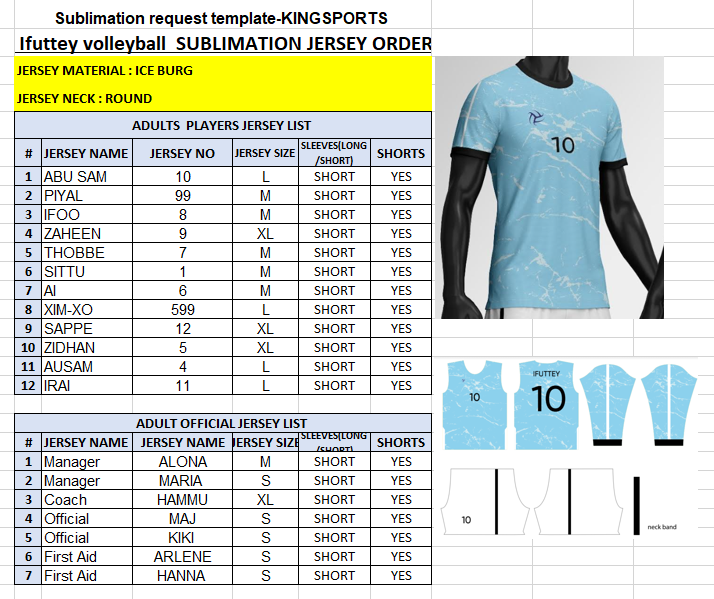 Sublimation request template-KINGSPORTS
Ifuttey volleyball SUBLIMATION JERSEY ORDER
JERSEY MATERIAL : ICE BURG
JERSEY NECK : ROUND
ADULTS PLAYERS JERSEY LIST
# JERSEY NAME JERSEY NO JERSEY SIZE SLEEVES(LONG /SHORT) SHORTS
1 ABU SAM 10 L SHORT YES
2 PIYAL 99 M SHORT YES
3 IFOO 8 M SHORT YES
4 ZAHEEN 9 XL SHORT YES
5 THOBBE 7 M SHORT YES
6 SITTU 1 M SHORT YES
7 AI 6 M SHORT YES
8 XIM-XO 599 L SHORT YES
9 SAPPE 12 XL SHORT YES
10 ZIDHAN 5 XL SHORT YES
11 AUSAM 4 L SHORT YES
12 IRAI 11 L SHORT YES
ADULT OFFICIAL JERSEY LIST
# JERSEY NAME JERSEY NAME JERSEY SIZE SLEEVES(LONG /SHORT) SHORTS
1 Manager ALONA M SHORT YES
2 Manager MARIA S SHORT YES
3 Coach HAMMU XL SHORT YES
4 Official MAJ S SHORT YES
5 Official KIKI S SHORT YES
6 First Aid ARLENE S SHORT YES
7 First Aid HANNA S SHORT YES
10
IFUTTEY
10
10
10
neck band